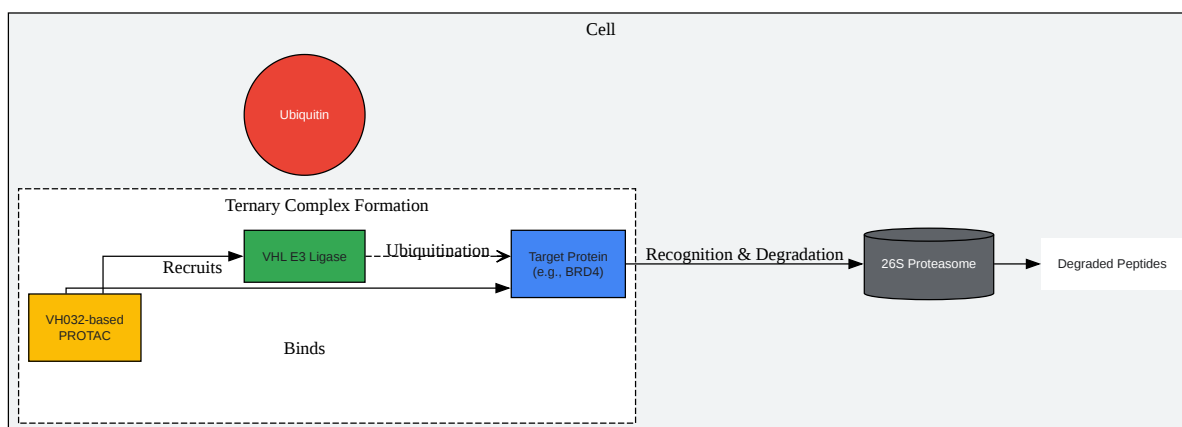 Cell
Ubiquitin
Ternary Complex Formation
VHL E3 Ligase
Ubiquitination
Target Protein
(e.g., BRD4)
Recognition & Degradation
26S Proteasome
Degraded Peptides
Recruits
VH032-based
PROTAC
Binds